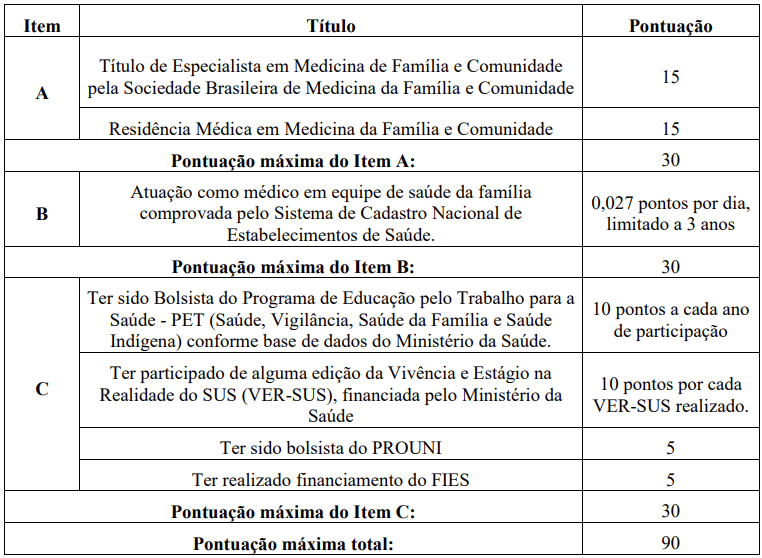 Item Título Pontuação
A
Título de Especialista em Medicina de Família e Comunidade
pela Sociedade Brasileira de Medicina da Família e Comunidade
15
Residência Médica em Medicina da Família e Comunidade
15
Pontuação máxima do Item A: 30
B
Atuação como médico em equipe de saúde da família
comprovada pelo Sistema de Cadastro Nacional de
Estabelecimentos de Saúde.
0,027 pontos por dia,
limitado a 3 anos
Pontuação máxima do Item B: 30
C
Ter sido Bolsista do Programa de Educação pelo Trabalho para a
Saúde - PET (Saúde, Vigilância, Saúde da Família e Saúde
Indígena) conforme base de dados do Ministério da Saúde.
10 pontos a cada ano
de participação
Ter participado de alguma edição da Vivência e Estágio na
Realidade do SUS (VER-SUS), financiada pelo Ministério da
Saúde
10 pontos por cada
VER-SUS realizado.
Ter sido bolsista do PROUNI 5
Ter realizado financiamento do FIES 5
Pontuação máxima do Item C: 30
Pontuação máxima total: 90